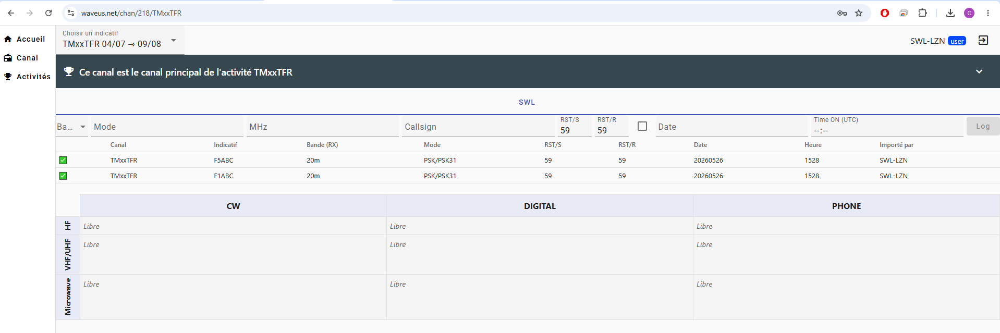 waveus.net/chan/218/TMxxTFR
C
Accueil
Canal
Activités
Choisir un indicatif
TMxxTFR 04/07 → 09/08
SWL-LZN user
Ce canal est le canal principal de l'activité TMxxTFR
SWL
Ba... Mode MHz Callsign RST/S 59 RST/R 59 Date Time ON (UTC) --:-- Log
Canal Indicatif Bande (RX) Mode RST/S RST/R Date Heure Importé par
TMxxTFR F5ABC 20m PSK/PSK31 59 59 20260526 1528 SWL-LZN
TMxxTFR F1ABC 20m PSK/PSK31 59 59 20260526 1528 SWL-LZN
CW DIGITAL PHONE
HF Libre Libre Libre
VHF/UHF Libre Libre Libre
Microwave Libre Libre Libre